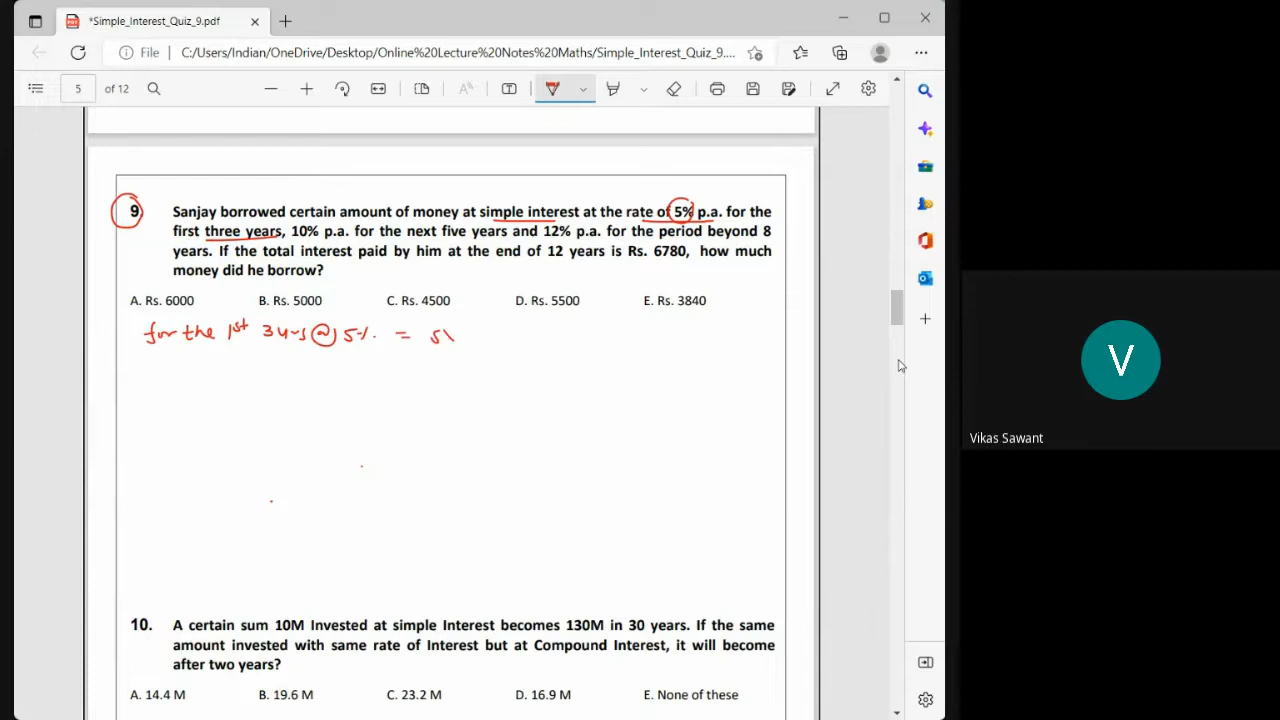 *Simple_Interest_Quiz_9.pdf
File
C:/Users/Indian/OneDrive/Desktop/Online%20Lecture%20Notes%20Maths/Simple_Interest_Quiz_9....
5 of 12
9 Sanjay borrowed certain amount of money at simple interest at the rate of 5% p.a. for the
first three years, 10% p.a. for the next five years and 12% p.a. for the period beyond 8
years. If the total interest paid by him at the end of 12 years is Rs. 6780, how much
money did he borrow?
A. Rs. 6000 B. Rs. 5000 C. Rs. 4500 D. Rs. 5500 E. Rs. 3840
for the 1st 3 yrs @ 5% = 5
10. A certain sum 10M Invested at simple Interest becomes 130M in 30 years. If the same
amount invested with same rate of Interest but at Compound Interest, it will become
after two years?
A. 14.4 M B. 19.6 M C. 23.2 M D. 16.9 M E. None of these
V
Vikas Sawant